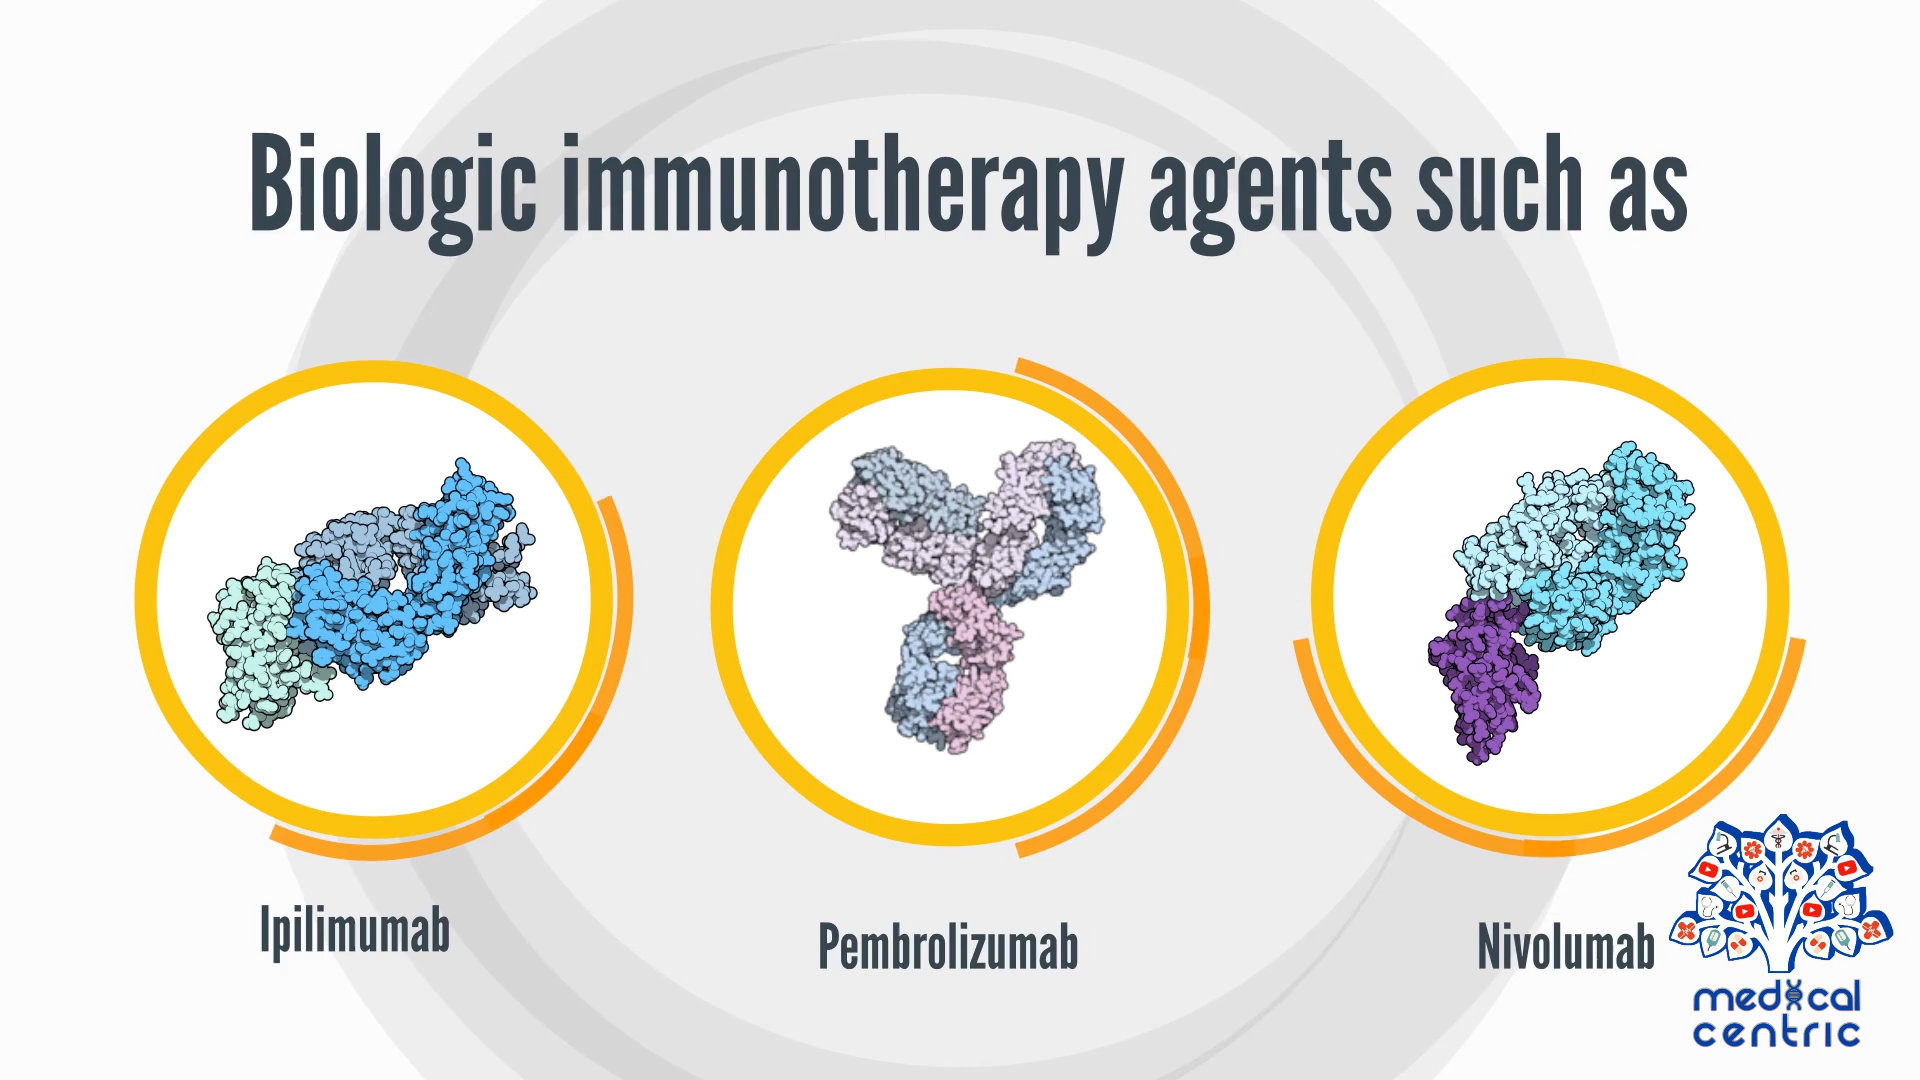 Biologic immunotherapy agents such as
Ipilimumab
Pembrolizumab
Nivolumab
medical
centric